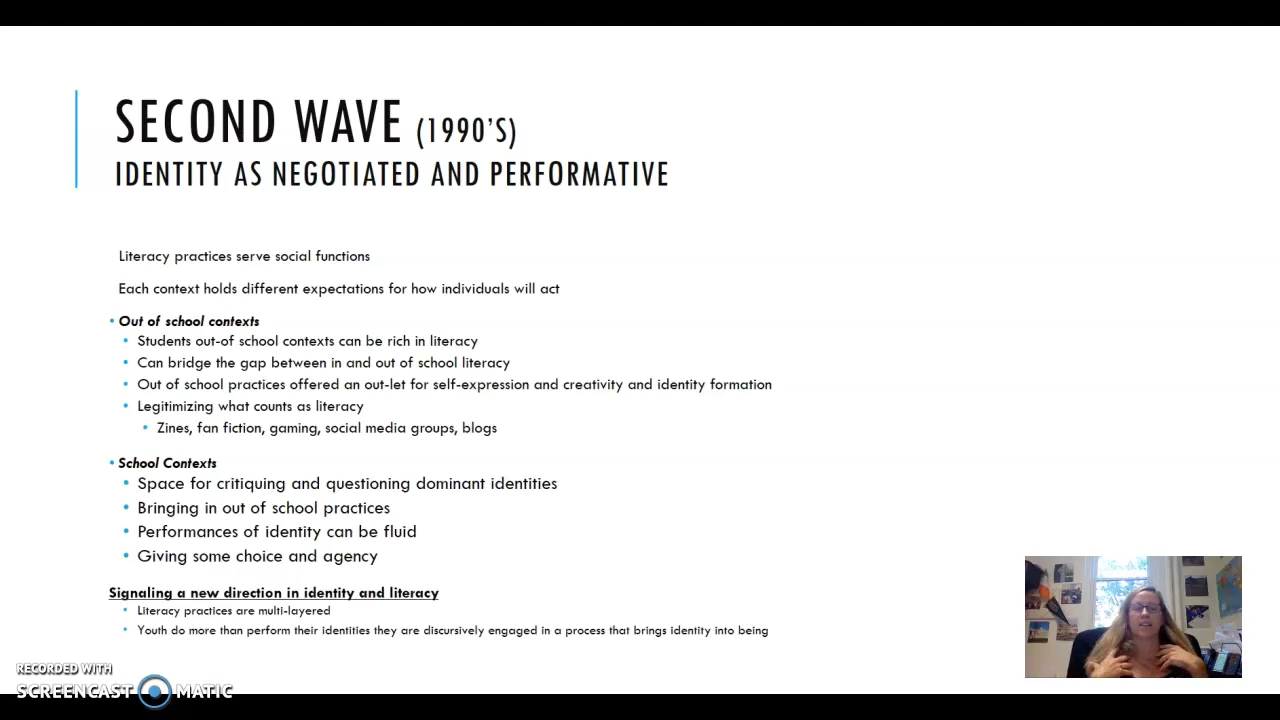 SECOND WAVE (1990'S)
IDENTITY AS NEGOTIATED AND PERFORMATIVE
Literacy practices serve social functions
Each context holds different expectations for how individuals will act
• Out of school contexts
• Students out-of school contexts can be rich in literacy
• Can bridge the gap between in and out of school literacy
• Out of school practices offered an out-let for self-expression and creativity and identity formation
• Legitimizing what counts as literacy
• Zines, fan fiction, gaming, social media groups, blogs
• School Contexts
• Space for critiquing and questioning dominant identities
• Bringing in out of school practices
• Performances of identity can be fluid
• Giving some choice and agency
Signaling a new direction in identity and literacy
• Literacy practices are multi-layered
• Youth do more than perform their identities they are discursively engaged in a process that brings identity into being
RECORDED WITH
SCREENCAST MATIC